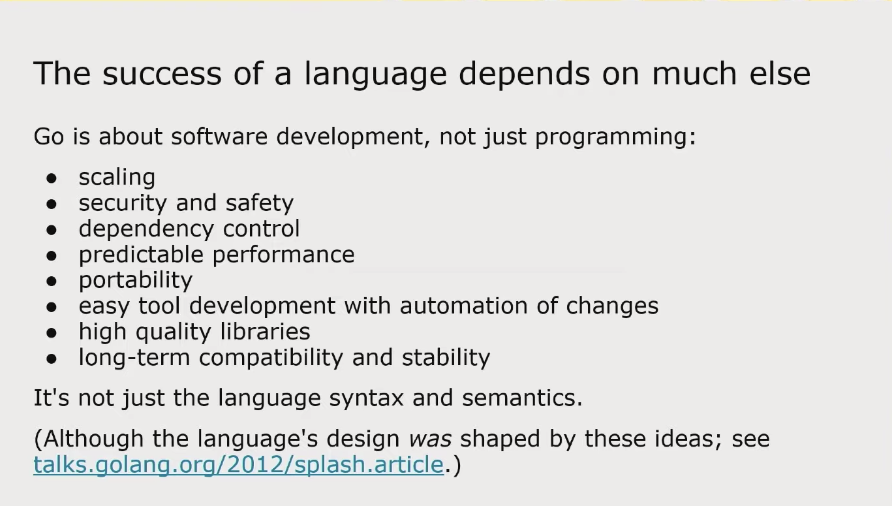 The success of a language depends on much else
Go is about software development, not just programming:
● scaling
● security and safety
● dependency control
● predictable performance
● portability
● easy tool development with automation of changes
● high quality libraries
● long-term compatibility and stability
It's not just the language syntax and semantics.
(Although the language's design was shaped by these ideas; see
talks.golang.org/2012/splash.article.)